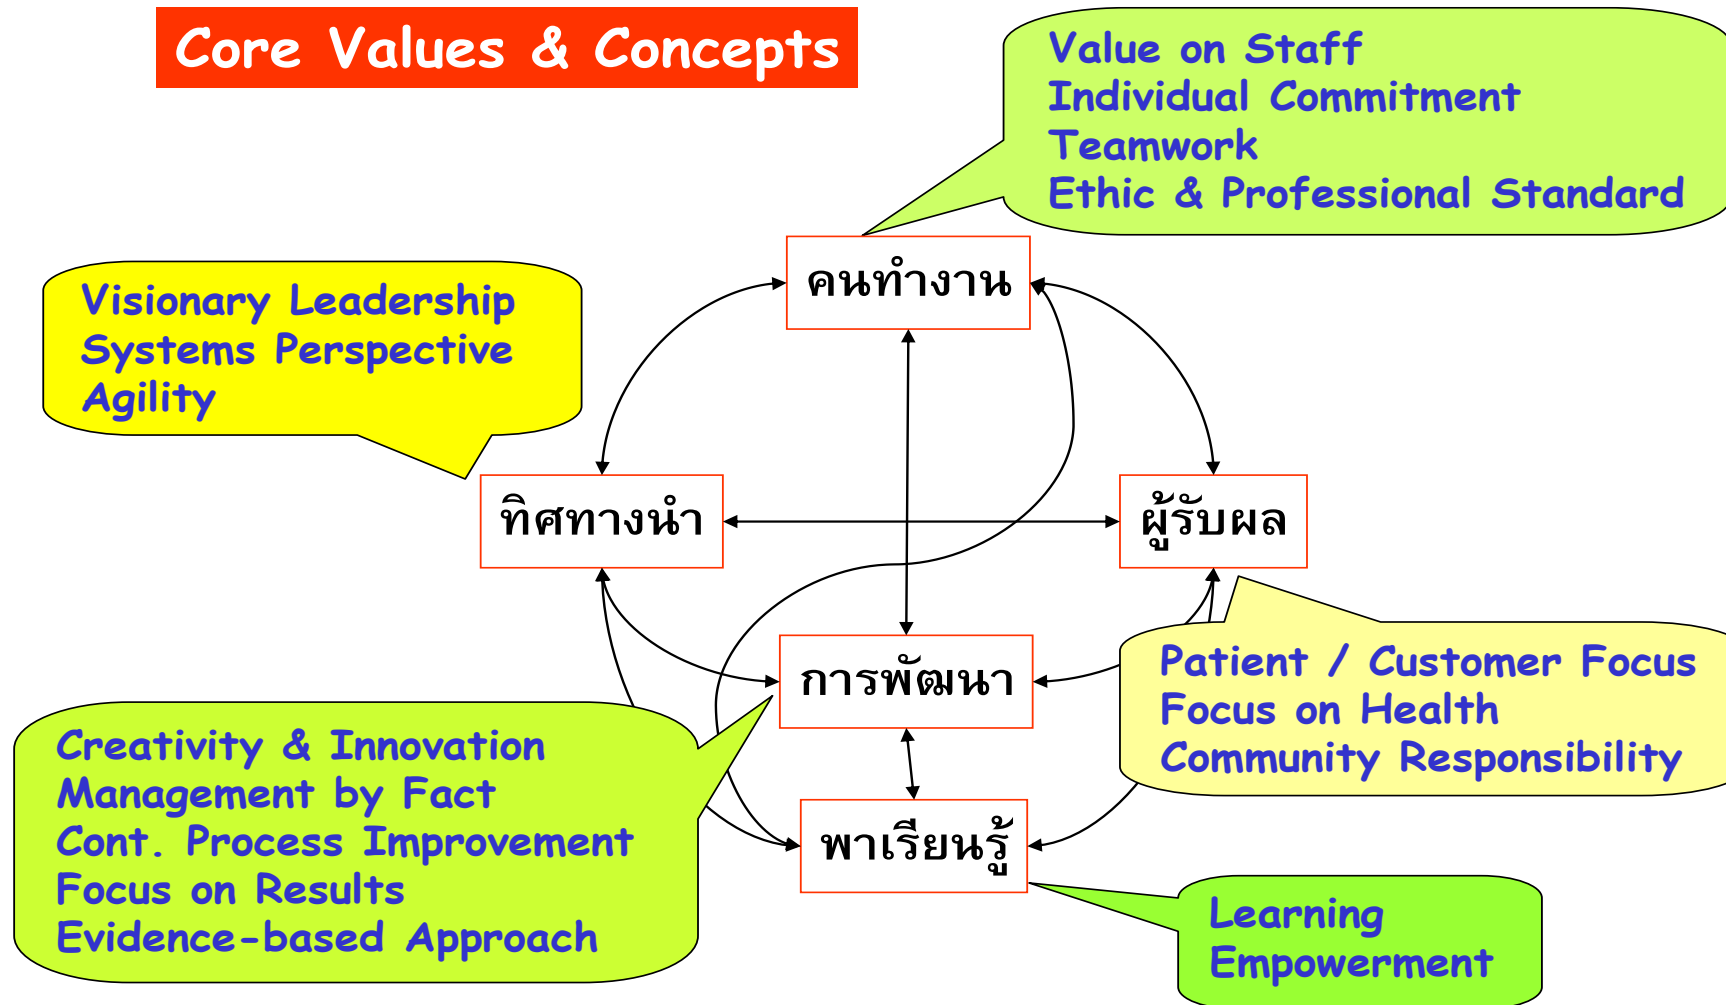 Core Values & Concepts
Value on Staff
Individual Commitment
Teamwork
Ethic & Professional Standard
คนทำงาน
Visionary Leadership
Systems Perspective
Agility
ทิศทางนำ
ผู้รับผล
การพัฒนา
Patient / Customer Focus
Focus on Health
Community Responsibility
Creativity & Innovation
Management by Fact
Cont. Process Improvement
Focus on Results
Evidence-based Approach
พาเรียนรู้
Learning
Empowerment